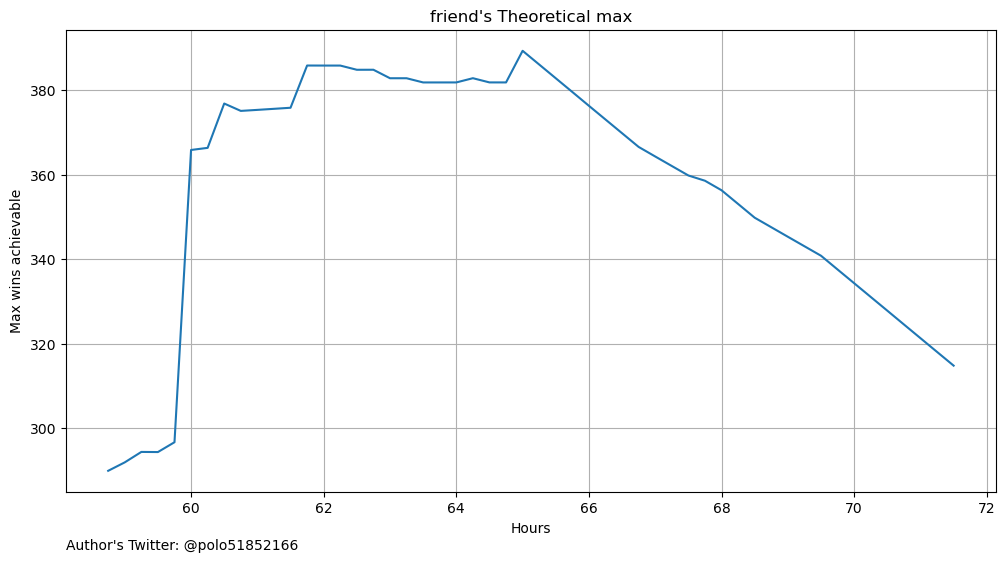 friend's Theoretical max
Max wins achievable
380
360
340
320
300
60 62 64 66 68 70 72
Hours
Author's Twitter: @polo51852166